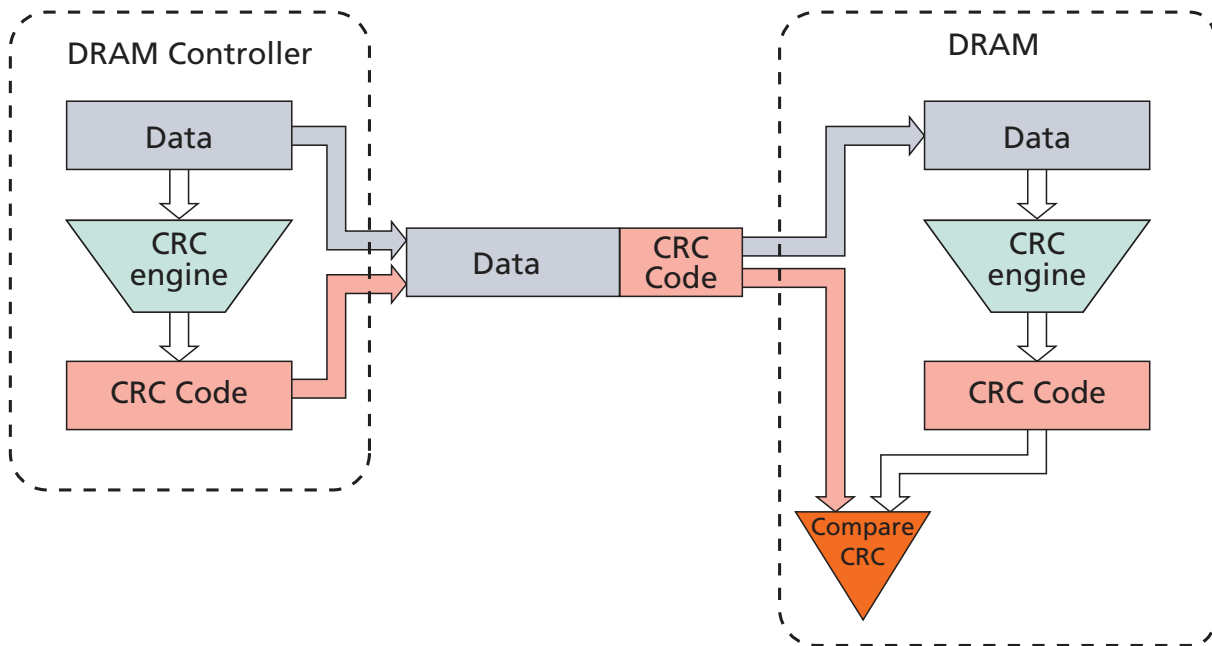 DRAM Controller
Data
CRC
engine
CRC Code
Data
CRC
Code
DRAM
Data
CRC
engine
CRC Code
Compare
CRC